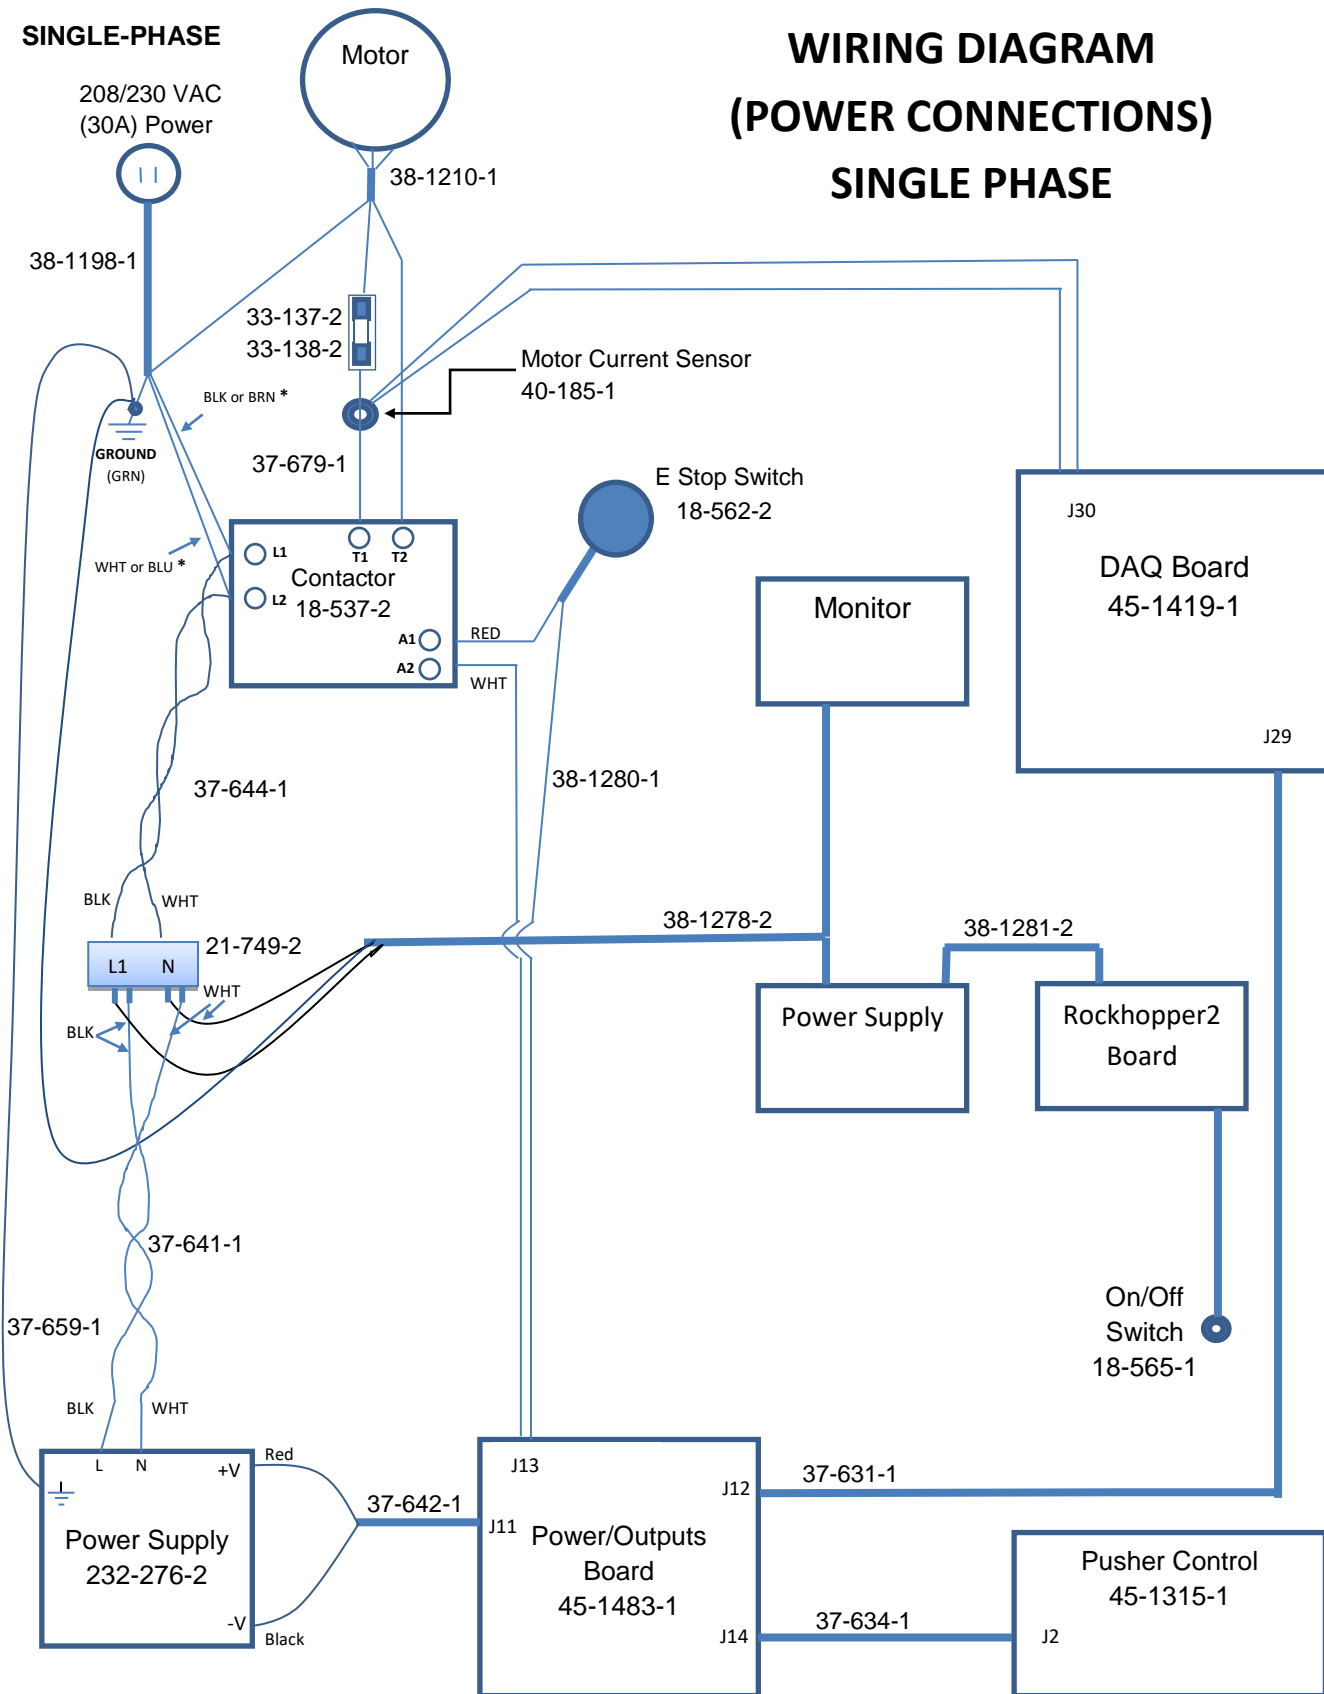 SINGLE-PHASE
Motor
WIRING DIAGRAM
(POWER CONNECTIONS)
SINGLE PHASE
208/230 VAC
(30A) Power
38-1210-1
38-1198-1
33-137-2
33-138-2
Motor Current Sensor
40-185-1
BLK or BRN *
GROUND
(GRN)
37-679-1
E Stop Switch
18-562-2
J30
DAQ Board
45-1419-1
J29
WHT or BLU *
L1
T1
T2
Contactor
18-537-2
L2
A1
A2
RED
WHT
Monitor
37-644-1
38-1280-1
BLK
WHT
38-1278-2
38-1281-2
21-749-2
L1
N
WHT
BLK
Power Supply
Rockhopper2
Board
37-641-1
37-659-1
On/Off
Switch
18-565-1
BLK
WHT
L
N
+V
Red
Power Supply
232-276-2
-V
Black
37-642-1
J13
J11
J12
Power/Outputs
Board
45-1483-1
J14
37-631-1
37-634-1
Pusher Control
45-1315-1
J2